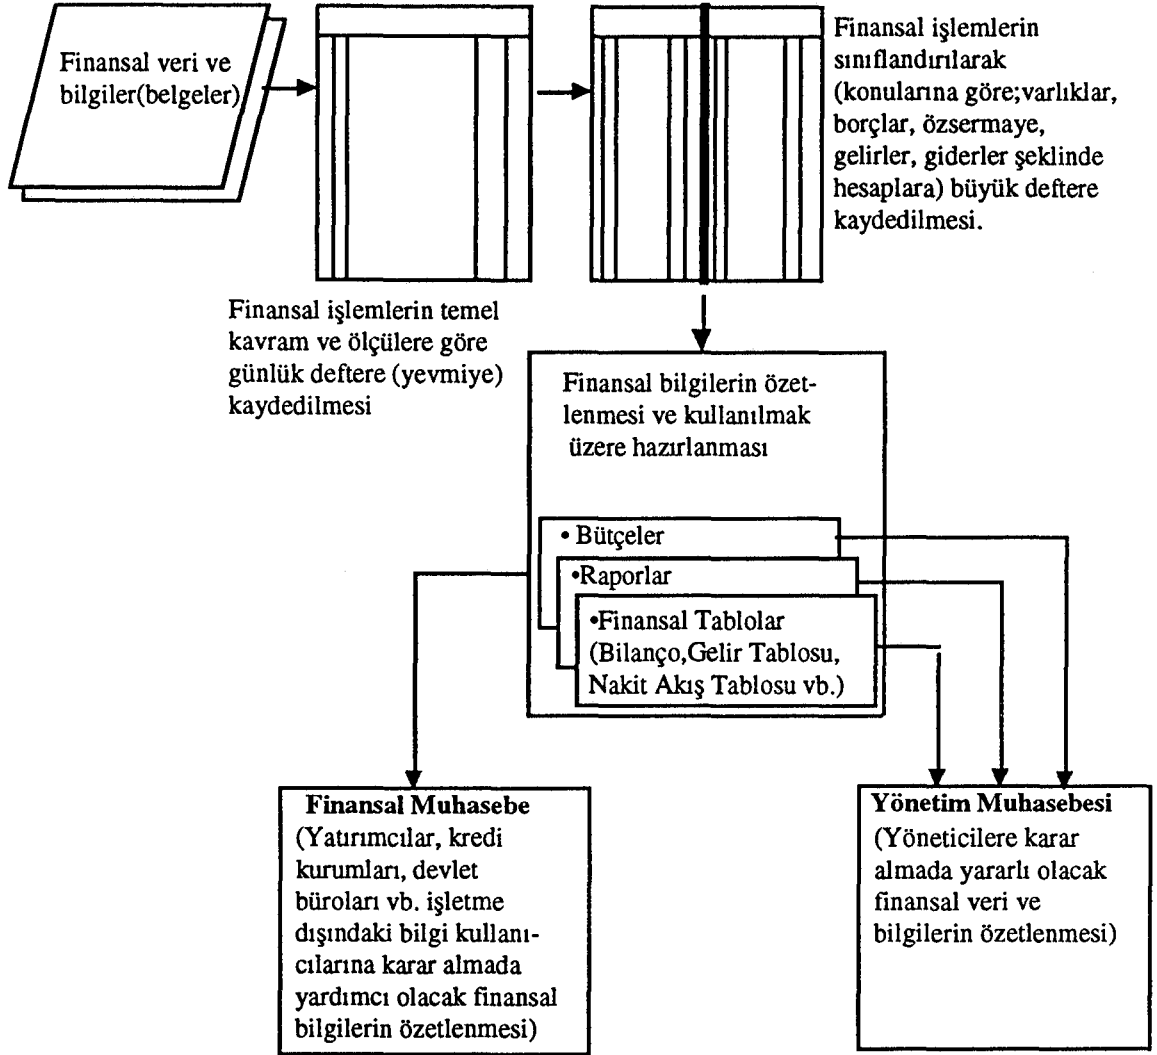 Finansal veri ve
bilgiler(belgeler)
Finansal işlemlerin temel
kavram ve ölçülere göre
günlük deftere (yevmiye)
kaydedilmesi
Finansal işlemlerin
sınıflandırılarak
(konularına göre;varlıklar,
borçlar, özsermaye,
gelirler, giderler şeklinde
hesaplara) büyük deftere
kaydedilmesi.
Finansal bilgilerin özet-
lenmesi ve kullanılmak
üzere hazırlanması
• Bütçeler
•Raporlar
•Finansal Tablolar
(Bilanço,Gelir Tablosu,
Nakit Akış Tablosu vb.)
Finansal Muhasebe
(Yatırımcılar, kredi
kurumları, devlet
büroları vb. işletme
dışındaki bilgi kullanı-
cılarına karar almada
yardımcı olacak finansal
bilgilerin özetlenmesi)
Yönetim Muhasebesi
(Yöneticilere karar
almada yararlı olacak
finansal veri ve
bilgilerin özetlenmesi)